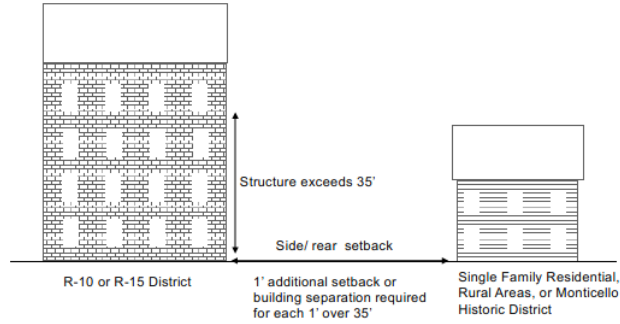 Structure exceeds 35’
Side/ rear  setback
R-10 or R-15 District
1’ additional setback or
building separation required
for each 1’ over 35’
Single Family Residential,
Rural Areas, or Monticello
Historic District